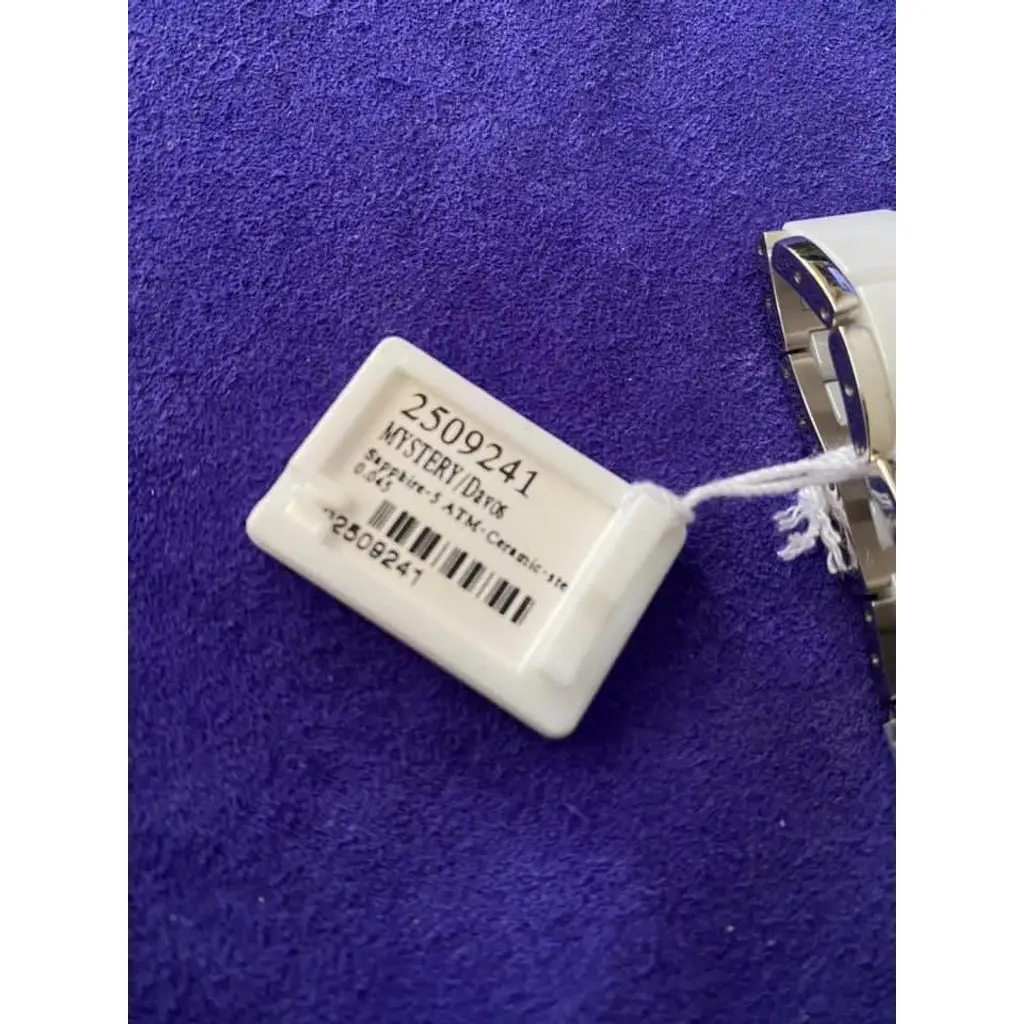 2509241
MYSTERY/Davos
Sapphire-5 ATM-Ceramic-ste
0.045
*2509241